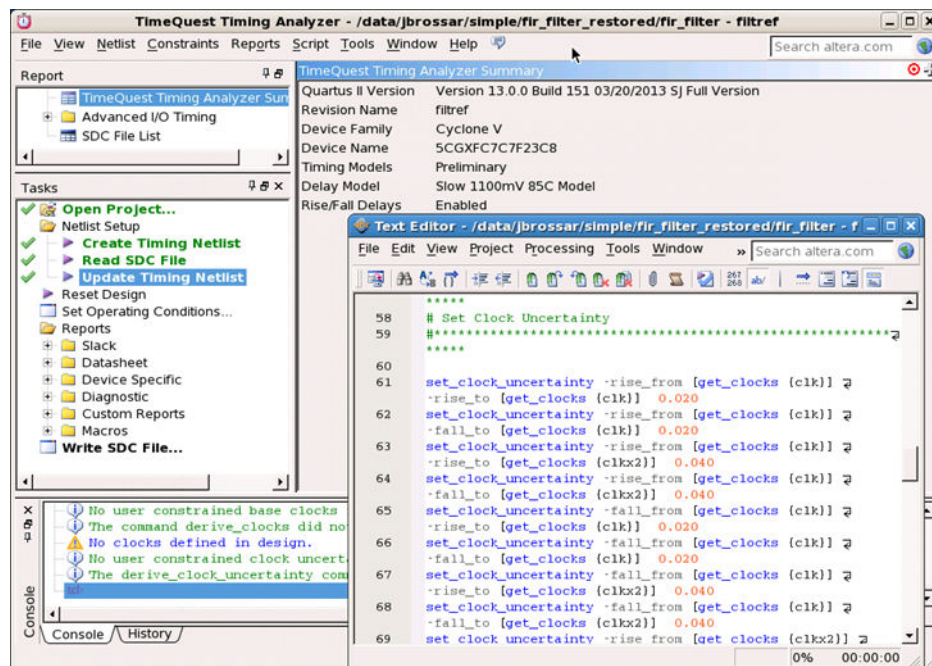 TimeQuest Timing Analyzer - /data/jbrossar/simple/fir_filter_restored/fir_filter - filtref
File View Netlist Constraints Reports Script Tools Window Help
Search altera.com
Report
TimeQuest Timing Analyzer Sum
Advanced I/O Timing
SDC File List
TimeQuest Timing Analyzer Summary
Quartus II Version Version 13.0.0 Build 151 03/20/2013 SJ Full Version
Revision Name filtref
Device Family Cyclone V
Device Name 5CGXFC7C7F23C8
Timing Models Preliminary
Delay Model Slow 1100mV 85C Model
Rise/Fall Delays Enabled
Tasks
Open Project...
Netlist Setup
Create Timing Netlist
Read SDC File
Update Timing Netlist
Reset Design
Set Operating Conditions...
Reports
Slack
Datasheet
Device Specific
Diagnostic
Custom Reports
Macros
Write SDC File...
Text Editor - /data/jbrossar/simple/fir_filter_restored/fir_filter - f
File Edit View Project Processing Tools Window » Search altera.com
267
268 ab/
*****
58 # Set Clock Uncertainty
59 #************************************************************
*****
60
61 set_clock_uncertainty -rise_from [get_clocks {clk}]
-rise_to [get_clocks {clk}] 0.020
62 set_clock_uncertainty -rise_from [get_clocks {clk}]
-fall_to [get_clocks {clk}] 0.020
63 set_clock_uncertainty -rise_from [get_clocks {clk}]
-rise_to [get_clocks {clkx2}] 0.040
64 set_clock_uncertainty -rise_from [get_clocks {clk}]
-fall_to [get_clocks {clkx2}] 0.040
65 set_clock_uncertainty -fall_from [get_clocks {clk}]
-rise_to [get_clocks {clk}] 0.020
66 set_clock_uncertainty -fall_from [get_clocks {clk}]
-fall_to [get_clocks {clk}] 0.020
67 set_clock_uncertainty -fall_from [get_clocks {clk}]
-rise_to [get_clocks {clkx2}] 0.040
68 set_clock_uncertainty -fall_from [get_clocks {clk}]
-fall_to [get_clocks {clkx2}] 0.040
69 set_clock_uncertainty -rise_from [get_clocks {clkx2}]
0% 00:00:00
No user constrained base clocks
The command derive_clocks did no
No clocks defined in design.
No user constrained clock uncert
The derive_clock_uncertainty com
tcl>
Console
Console History